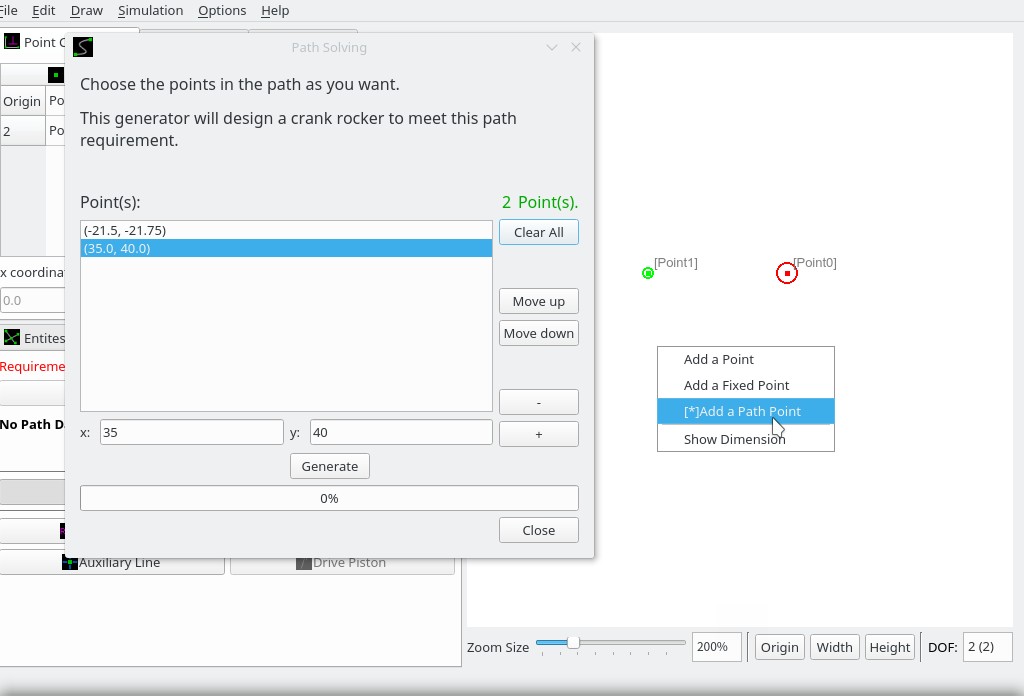 File Edit Draw Simulation Options Help
Point C
Path Solving
Origin Po
2 Po
x coordina
0.0
Entites
Requireme
No Path D
Choose the points in the path as you want.
This generator will design a crank rocker to meet this path
requirement.
Point(s): 2 Point(s).
(-21.5, -21.75)
(35.0, 40.0)
Clear All
Move up
Move down
-
x: 35 y: 40 +
Generate
0%
Close
Auxiliary Line Drive Piston
[Point1] [Point0]
Add a Point
Add a Fixed Point
[*]Add a Path Point
Show Dimension
Zoom Size 200% Origin Width Height DOF: 2 (2)